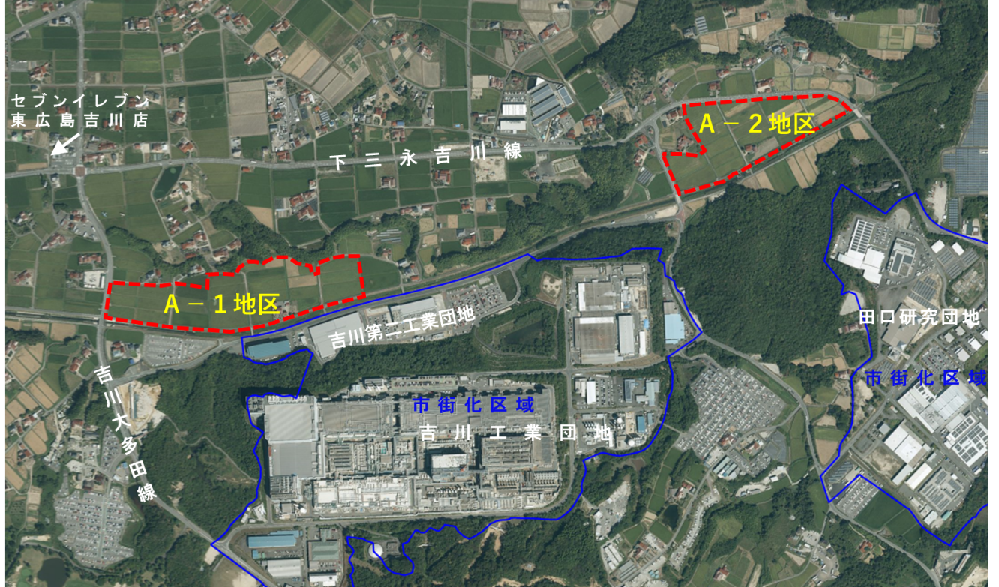 セブンイレブン
東広島吉川店
A－2地区
下三永吉川線
A－1地区
吉川第二工業団地
田口研究団地
市街化区域
吉川大多田線
市街化区域
吉川工業団地